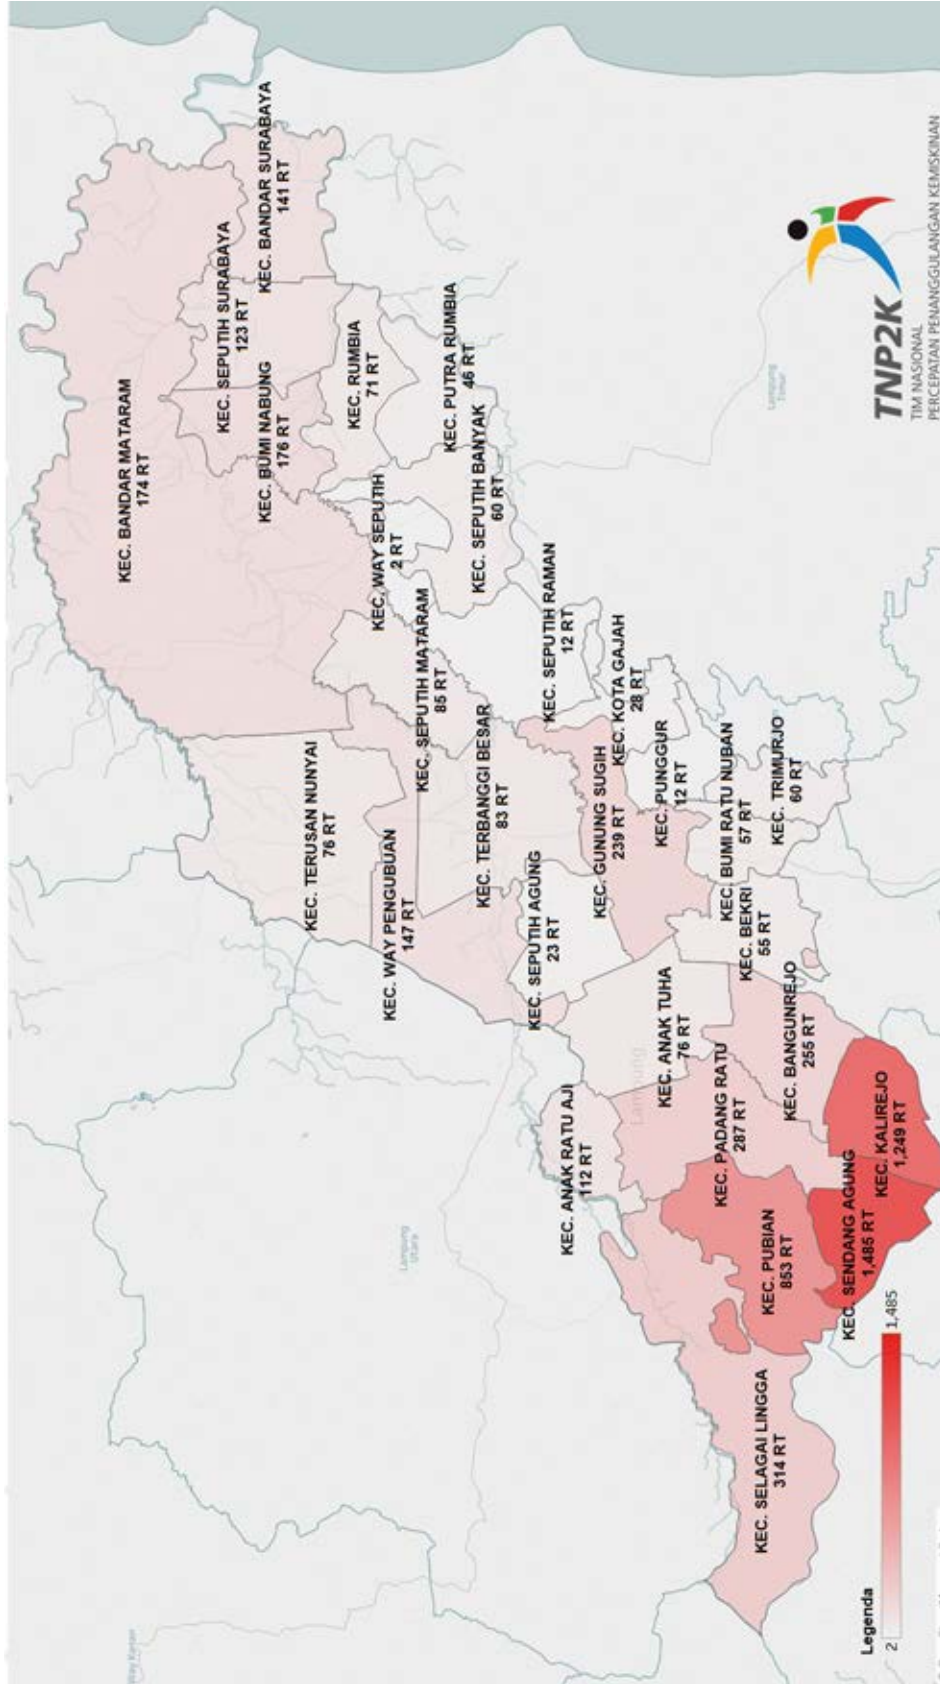 KEC. BANDAR MATARAM
174 RT
KEC. BANDAR SURABAYA
141 RT
KEC. SEPUTIH SURABAYA
123 RT
KEC. BUMI NABUNG
176 RT
KEC. RUMBIA
71 RT
KEC. PUTRA RUMBIA
46 RT
KEC. WAY SEPUTIH
2 RT
KEC. SEPUTIH BANYAK
60 RT
KEC. SEPUTIH MATARAM
85 RT
KEC. SEPUTIH RAMAN
12 RT
KEC. TERUSAN NUNYAI
76 RT
KEC. WAY PENGUBUAN
147 RT
KEC. TERBANGGI BESAR
83 RT
KEC. SEPUTIH AGUNG
23 RT
KEC. GUNUNG SUGIH
239 RT
KEC. KOTA GAJAH
28 RT
KEC. PUNGGUR
12 RT
KEC. BUMI RATU NUBAN
57 RT
KEC. TRIMURJO
60 RT
KEC. BEKRI
55 RT
KEC. BANGUNREJO
255 RT
KEC. ANAK TUHA
76 RT
KEC. PADANG RATU
287 RT
KEC. ANAK RATU AJI
112 RT
KEC. PUBIAN
853 RT
KEC. KALIREJO
1,249 RT
KEC. SENDANG AGUNG
1,485 RT
KEC. SELAGAI LINGGA
314 RT
Lampung
Lampung
Utara
Lampung
Timur
Way Kanan
Legenda
2
1,485
TNP2K
TIM NASIONAL
PERCEPATAN PENANGGULANGAN KEMISKINAN